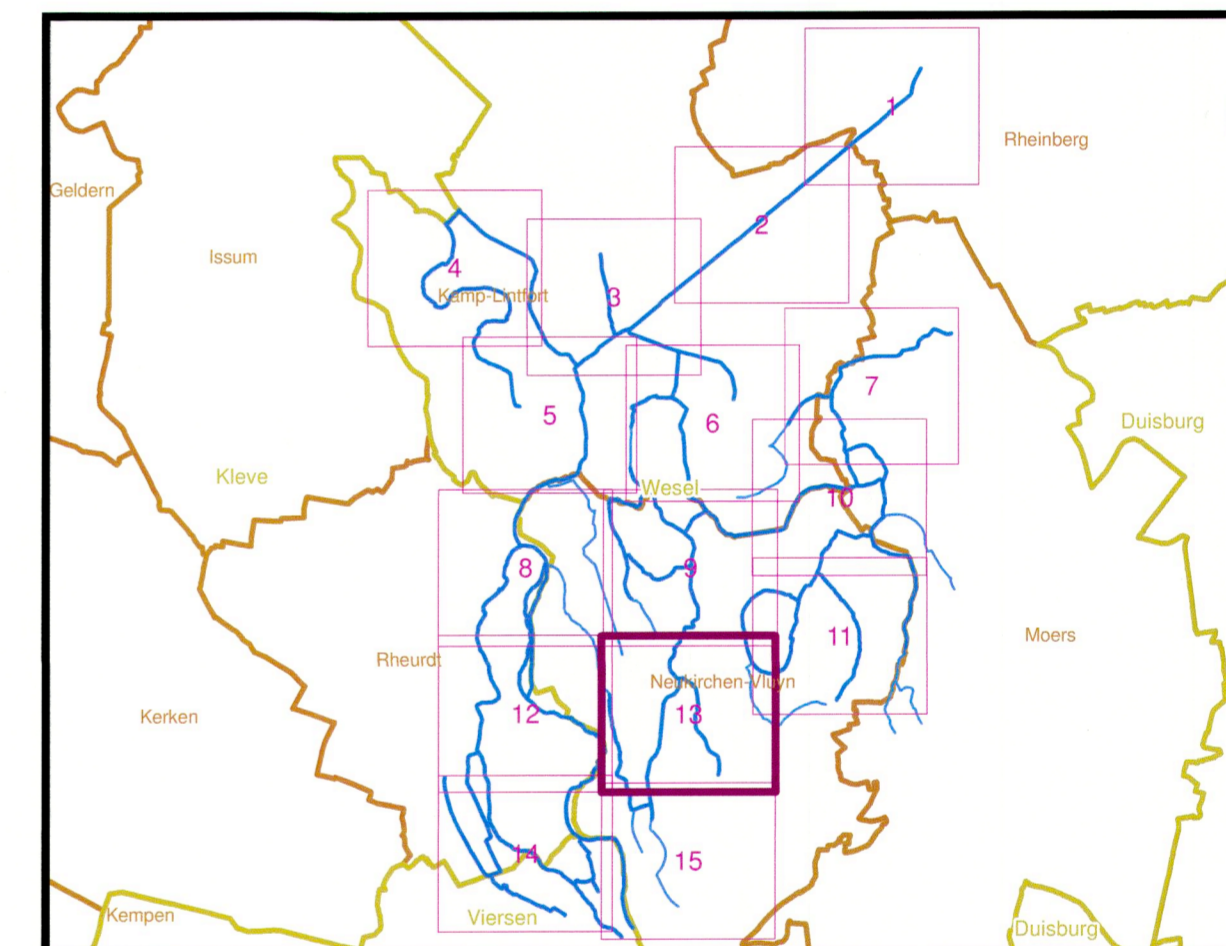 1
Rheinberg
Geldern
2
Issum
4
3
Kamp-Lintfort
7
5
6
Duisburg
Kleve
Wesel
10
8
9
11
Moers
Rheurdt
Neukirchen-Vluyn
Kerken
12
13
14
15
Kempen
Viersen
Duisburg